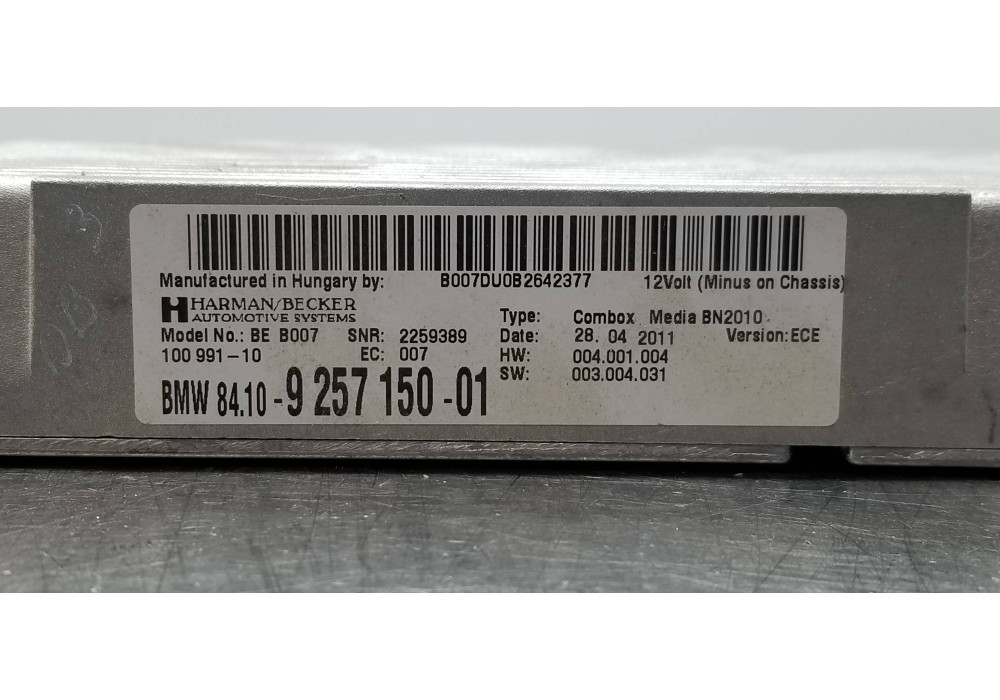 Manufactured in Hungary by: B007DU0B2642377 12Volt (Minus on Chassis)
HARMAN/BECKER
AUTOMOTIVE SYSTEMS
Type: Combox Media BN2010
Model No.: BE B007 SNR: 2259389 Date: 28. 04 2011 Version:ECE
100 991-10 EC: 007 HW: 004.001.004
SW: 003.004.031
BMW 84.10 - 9 257 150 - 01